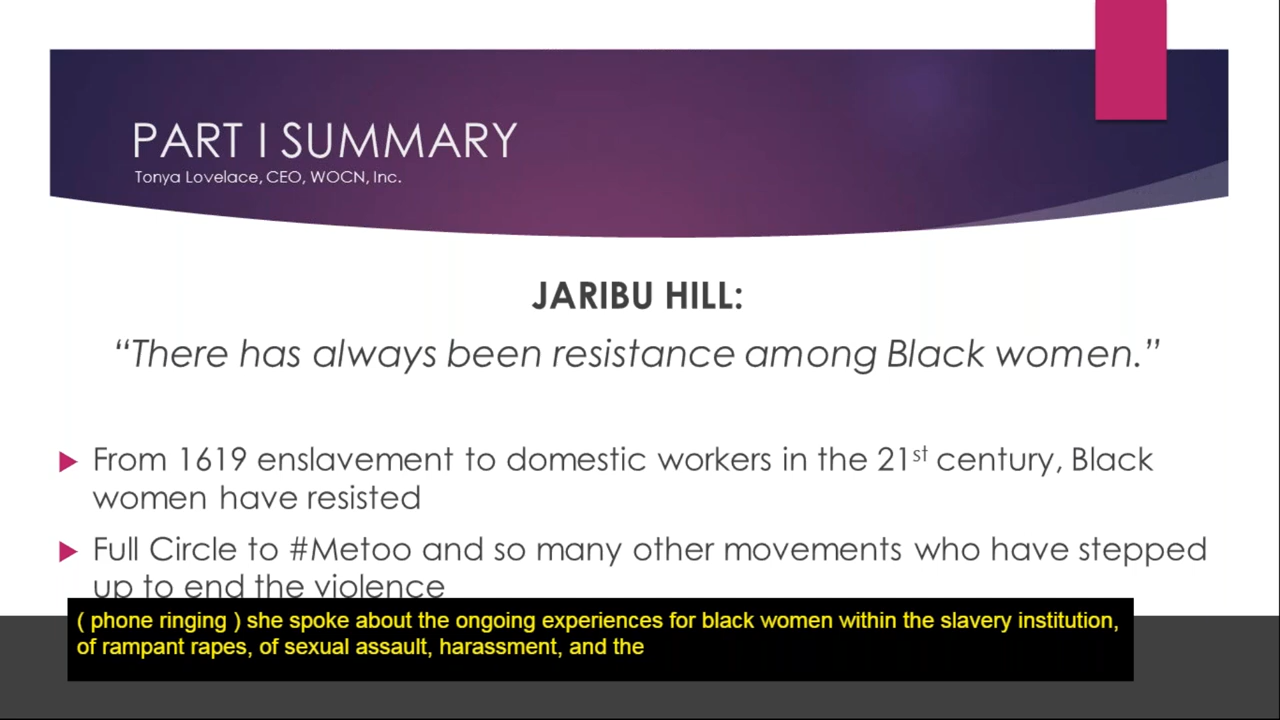 PART I SUMMARY
Tonya Lovelace, CEO, WOCN, Inc.
JARIBU HILL:
“There has always been resistance among Black women.”
From 1619 enslavement to domestic workers in the 21st century, Black
women have resisted
Full Circle to #Metoo and so many other movements who have stepped
up to end the violence
( phone ringing ) she spoke about the ongoing experiences for black women within the slavery institution,
of rampant rapes, of sexual assault, harassment, and the